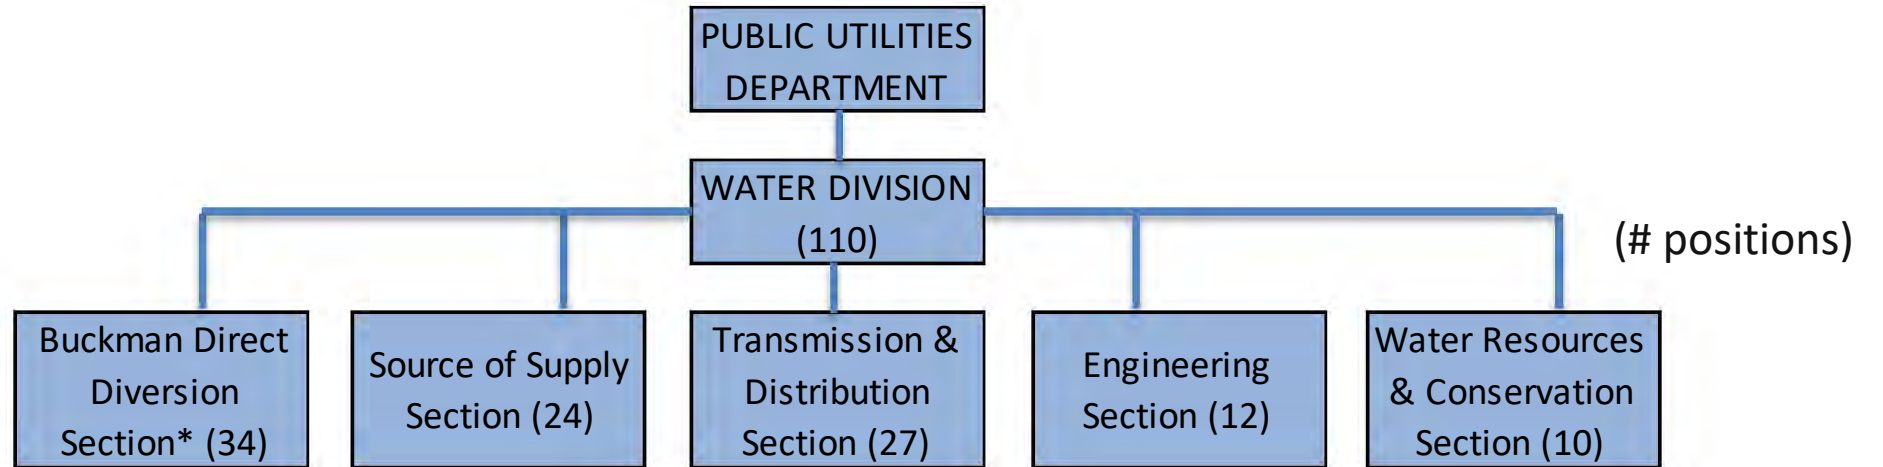 PUBLIC UTILITIES
DEPARTMENT
WATER DIVISION
(110)
(# positions)
Buckman Direct
Diversion
Section* (34)
Source of Supply
Section (24)
Transmission &
Distribution
Section (27)
Engineering
Section (12)
Water Resources
& Conservation
Section (10)